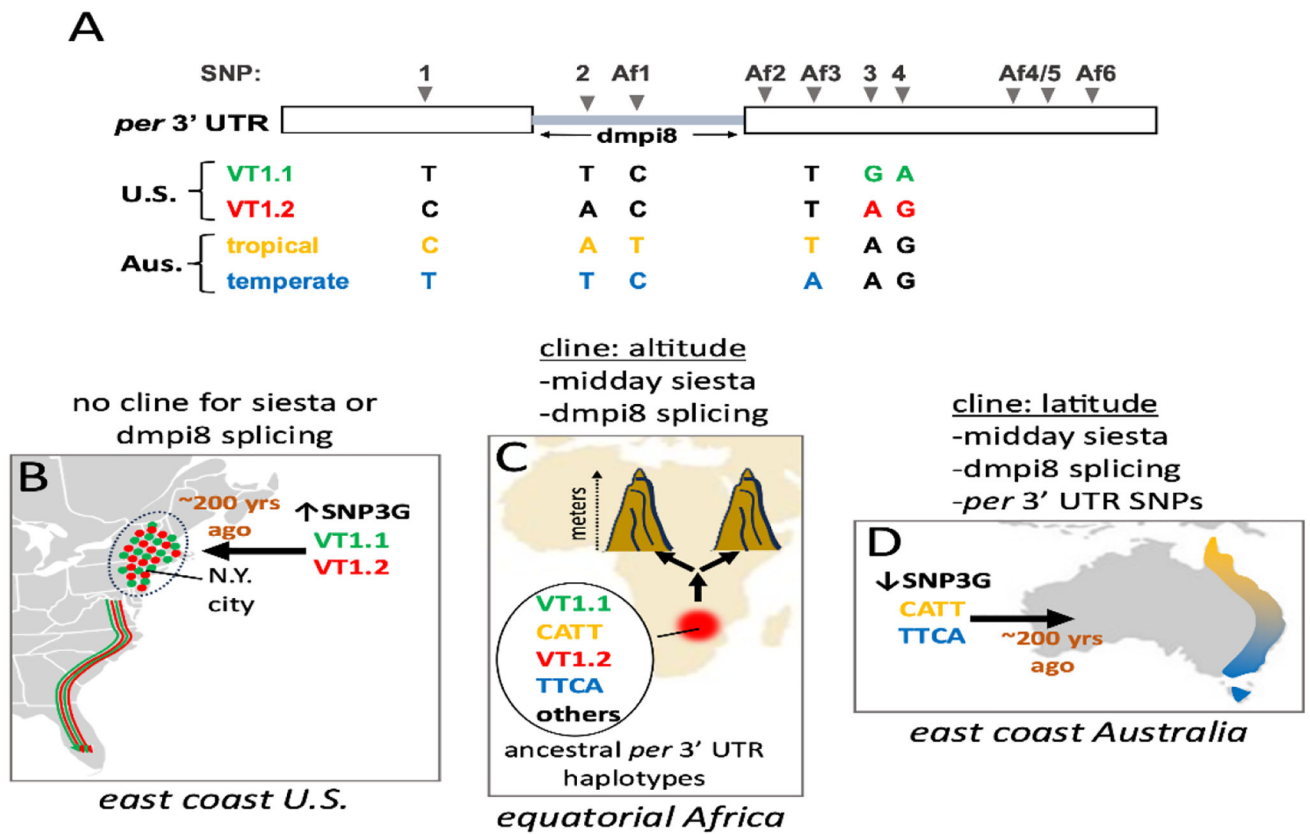 A
SNP: 1 2 Af1 Af2 Af3 3 4 Af4/5 Af6
per 3’ UTR
dmpi8
U.S.
VT1.1 T T C T G A
VT1.2 C A C T A G
Aus.
tropical C A T T A G
temperate T T C A A G
no cline for siesta or
dmpi8 splicing
B
~200 yrs
ago
↑SNP3G
VT1.1
VT1.2
N.Y.
city
east coast U.S.
cline: altitude
-midday siesta
-dmpi8 splicing
C
meters
VT1.1
CATT
VT1.2
TTCA
others
ancestral per 3’ UTR
haplotypes
equatorial Africa
cline: latitude
-midday siesta
-dmpi8 splicing
-per 3’ UTR SNPs
D
↓SNP3G
CATT
TTCA
~200 yrs
ago
east coast Australia